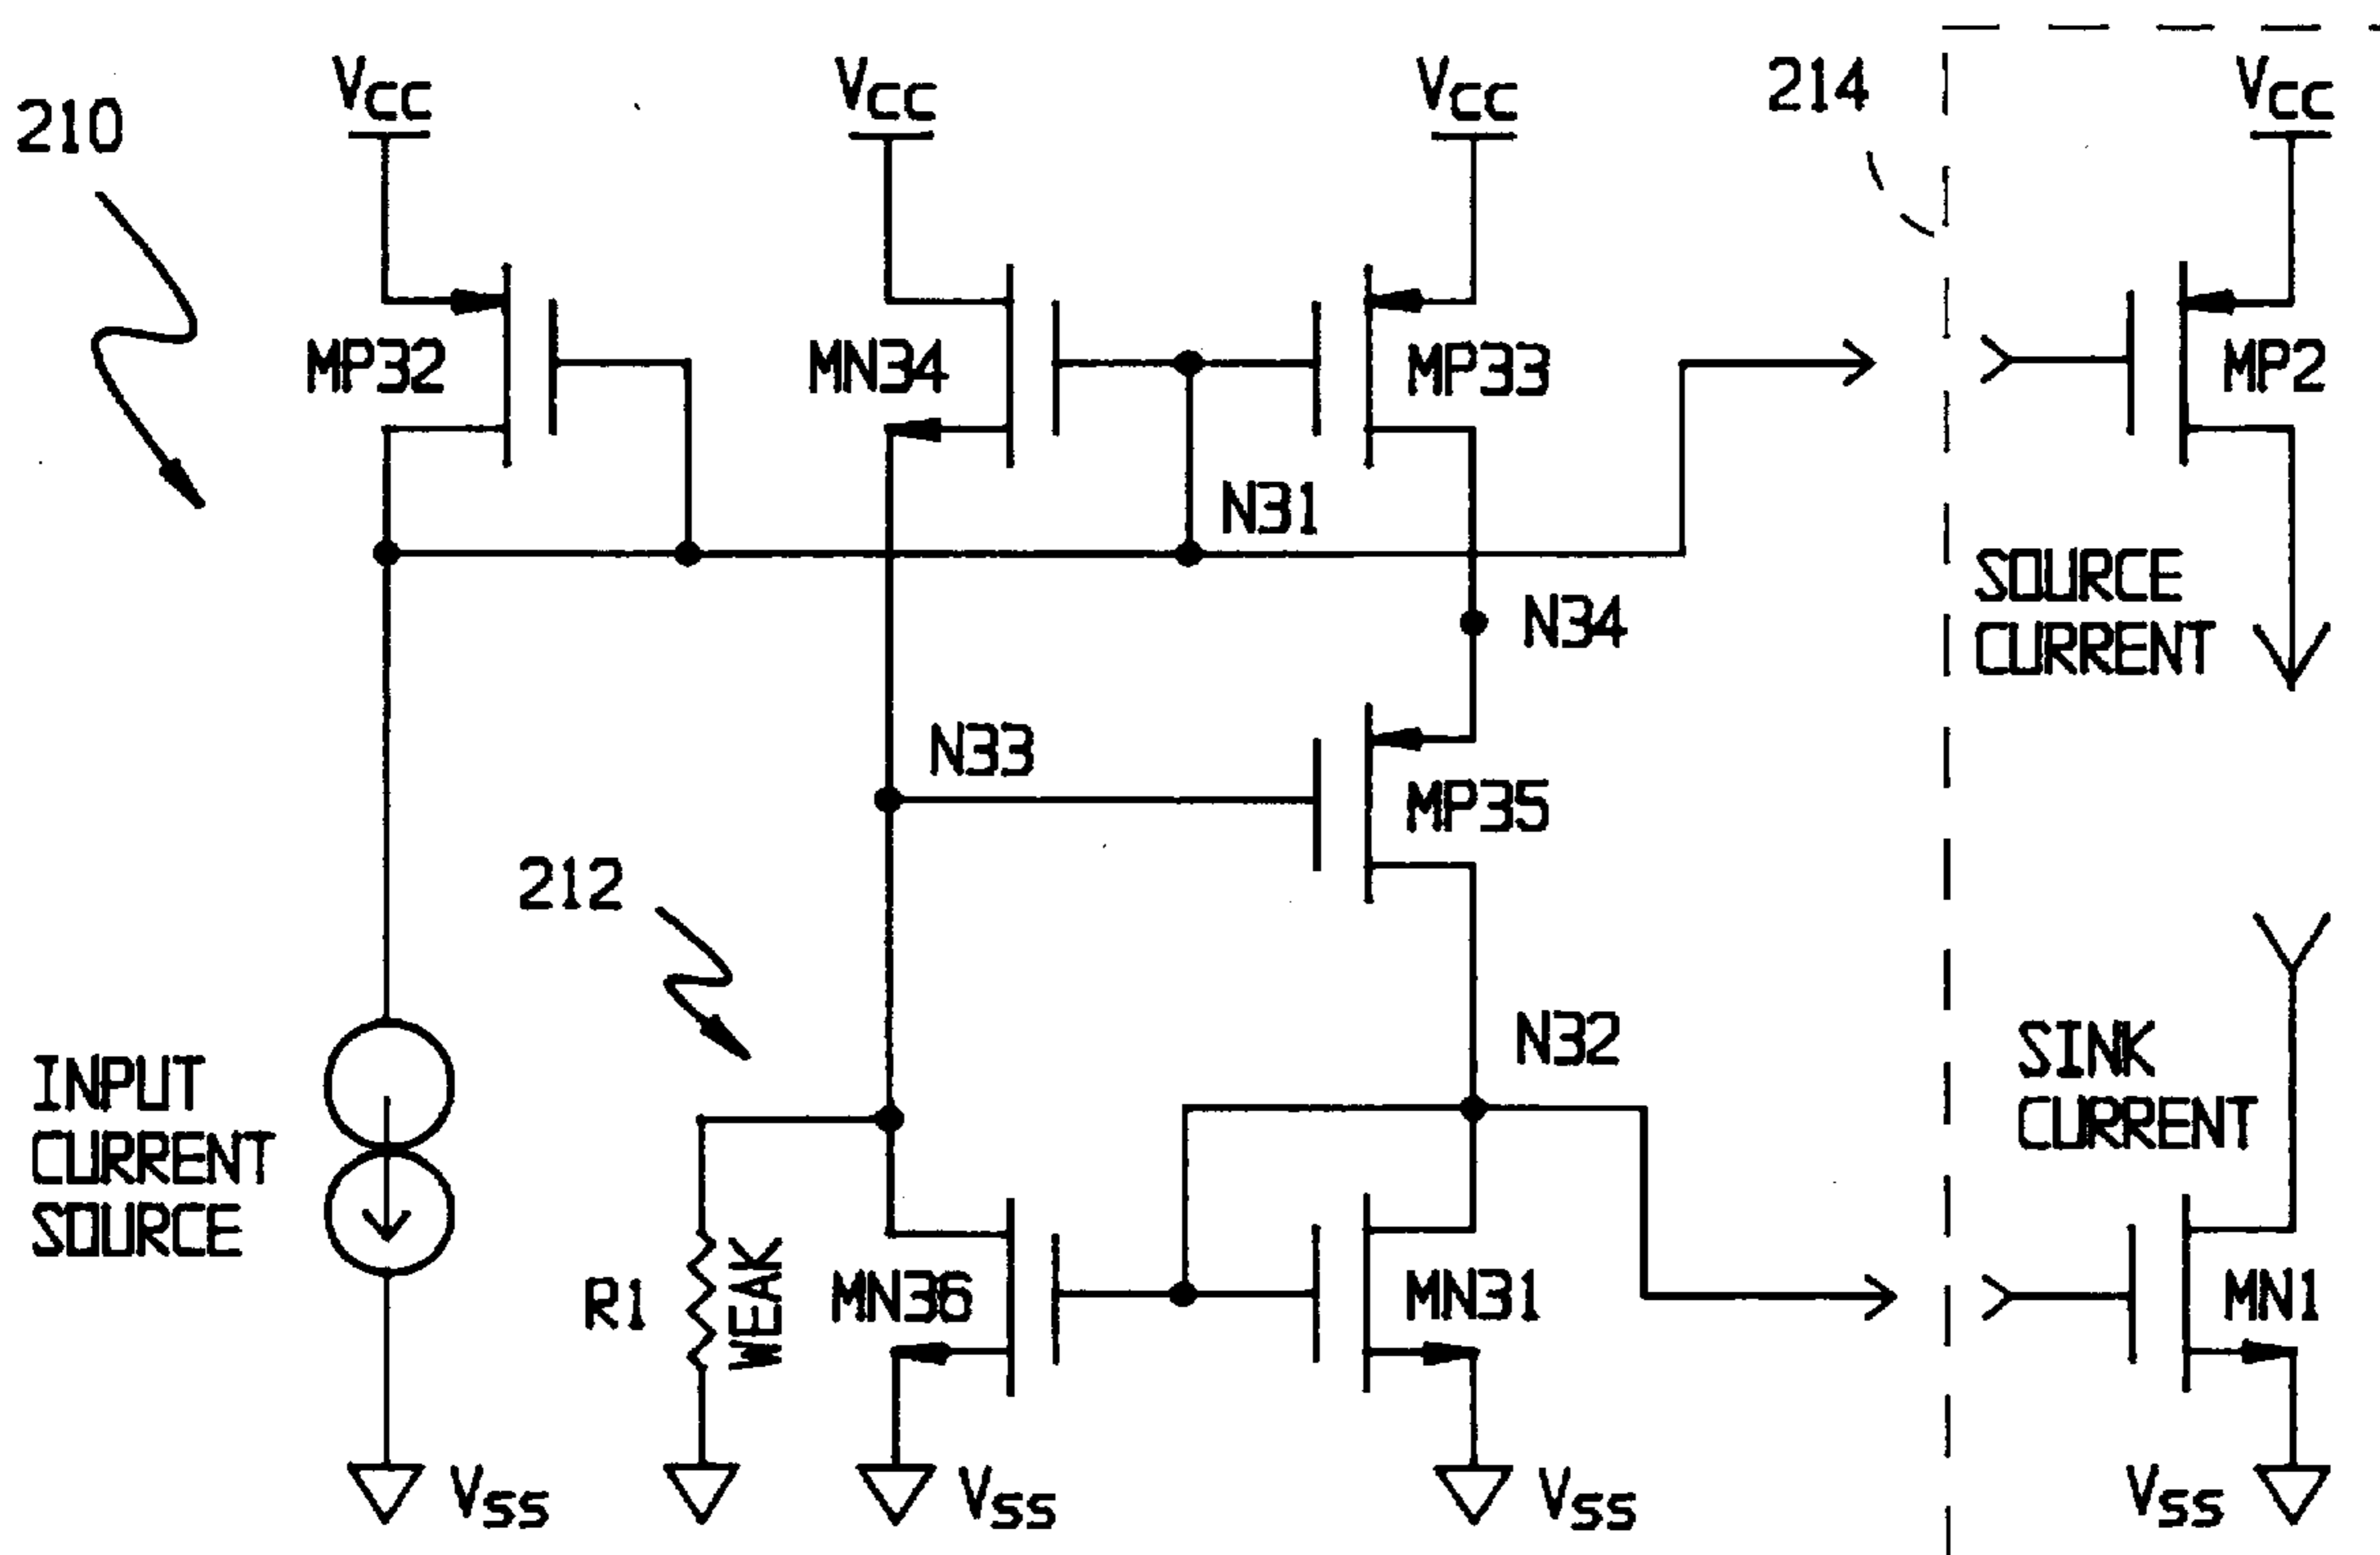 210
VCC
VCC
VCC
214
VCC
MP32
MN34
MP33
MP2
N31
SOURCE
CURRENT
N34
N33
MP35
212
N32
INPUT
CURRENT
SOURCE
SINK
CURRENT
R1
WEAK
MN36
MN31
MN1
VSS
VSS
VSS
VSS